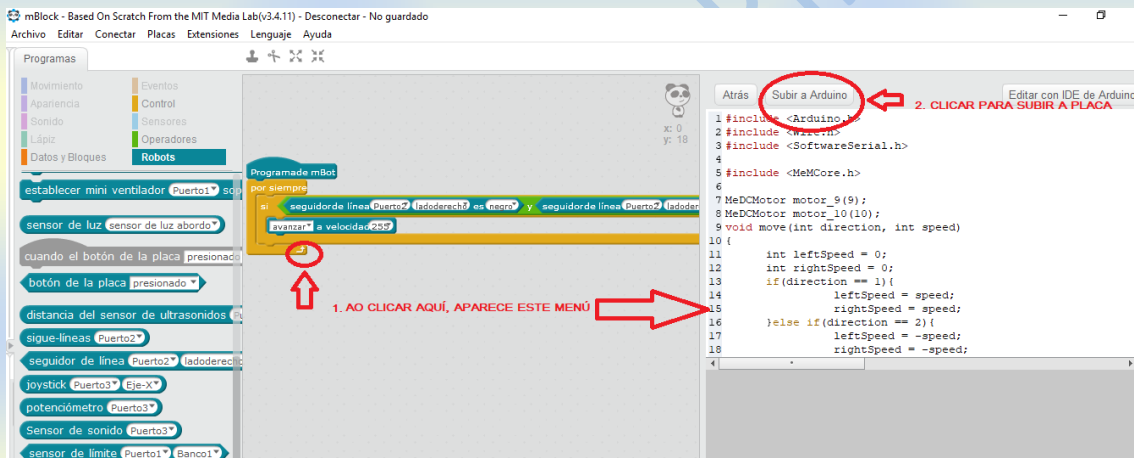 mBlock - Based On Scratch From the MIT Media Lab(v3.4.11) - Desconectar - No guardado
Archivo Editar Conectar Placas Extensiones Lenguaje Ayuda
Programas
Movimiento Eventos
Apariencia Control
Sonido Sensores
Lápiz Operadores
Datos y Bloques Robots
establecer mini ventilador Puerto1 sop
sensor de luz sensor de luz abordo
cuando el botón de la placa presionado
botón de la placa presionado
distancia del sensor de ultrasonidos
sigue-líneas Puerto2
seguidor de línea Puerto2 ladoderech
joystick Puerto3 Eje-X
potenciómetro Puerto3
Sensor de sonido Puerto3
sensor de límite Puerto1 Banco1
x: 0
y: 18
Programade mBot
por siempre
si seguidorde línea Puerto2 ladoderecho es negro y seguidorde línea Puerto2 ladoder
avanzar a velocidad 255
1. AO CLICAR AQUÍ, APARECE ESTE MENÚ
Atrás Subir a Arduino Editar con IDE de Arduino
2. CLICAR PARA SUBIR A PLACA
1 #include <Arduino.h>
2 #include <Wire.h>
3 #include <SoftwareSerial.h>
4
5 #include <MeMCore.h>
6
7 MeDCMotor motor_9(9);
8 MeDCMotor motor_10(10);
9 void move(int direction, int speed)
10 {
11 int leftSpeed = 0;
12 int rightSpeed = 0;
13 if(direction == 1){
14 leftSpeed = speed;
15 rightSpeed = speed;
16 }else if(direction == 2){
17 leftSpeed = -speed;
18 rightSpeed = -speed;